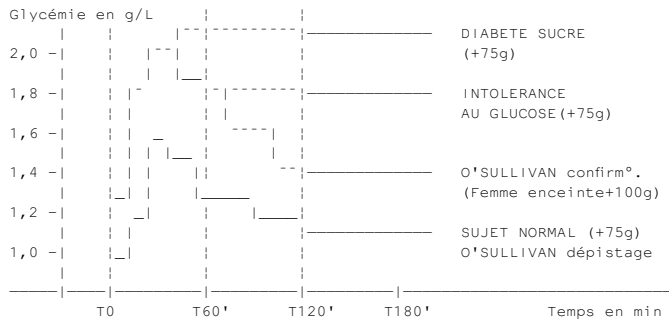 Glycémie en g/L
DIABETE SUCRE
2,0 (+75g)
1,8 INTOLERANCE
AU GLUCOSE(+75g)
1,6
1,4 O'SULLIVAN confirm°.
(Femme enceinte+100g)
1,2
SUJET NORMAL (+75g)
1,0 O'SULLIVAN dépistage
T0 T60' T120' T180' Temps en min